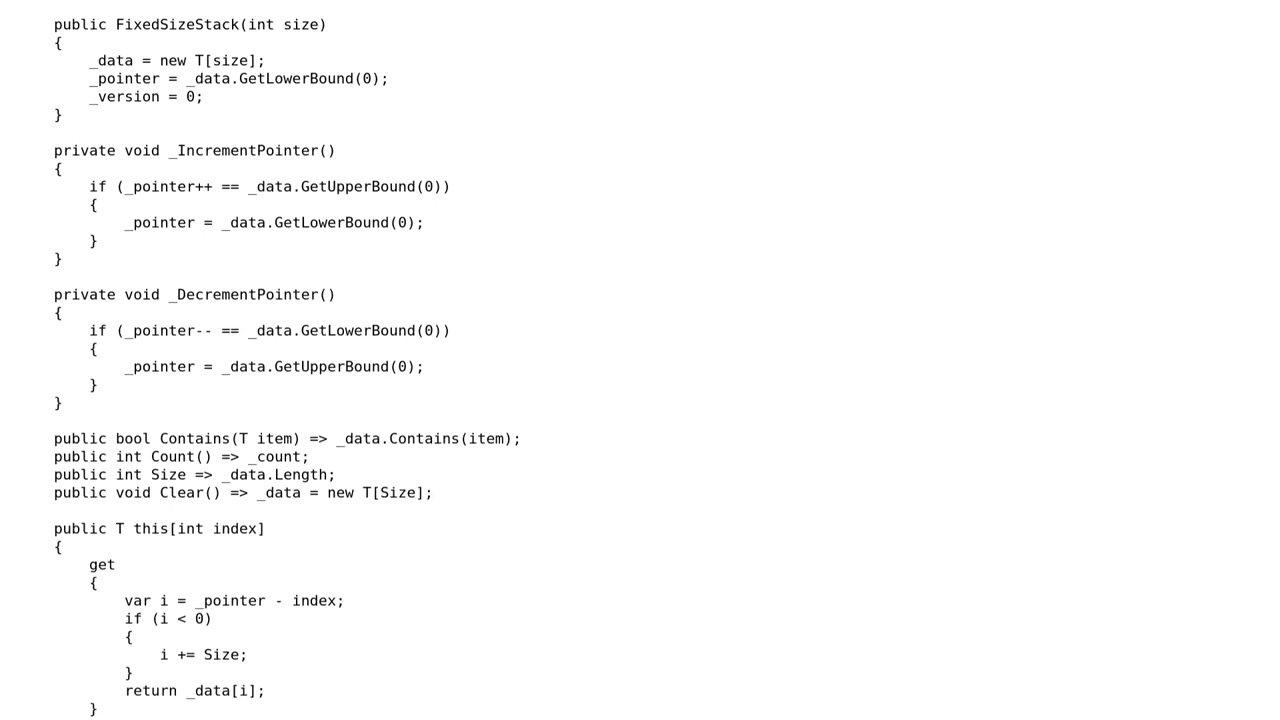 public FixedSizeStack(int size)
{
    _data = new T[size];
    _pointer = _data.GetLowerBound(0);
    _version = 0;
}

private void _IncrementPointer()
{
    if (_pointer++ == _data.GetUpperBound(0))
    {
        _pointer = _data.GetLowerBound(0);
    }
}

private void _DecrementPointer()
{
    if (_pointer-- == _data.GetLowerBound(0))
    {
        _pointer = _data.GetUpperBound(0);
    }
}

public bool Contains(T item) => _data.Contains(item);
public int Count() => _count;
public int Size => _data.Length;
public void Clear() => _data = new T[Size];

public T this[int index]
{
    get
    {
        var i = _pointer - index;
        if (i < 0)
        {
            i += Size;
        }
        return _data[i];
    }